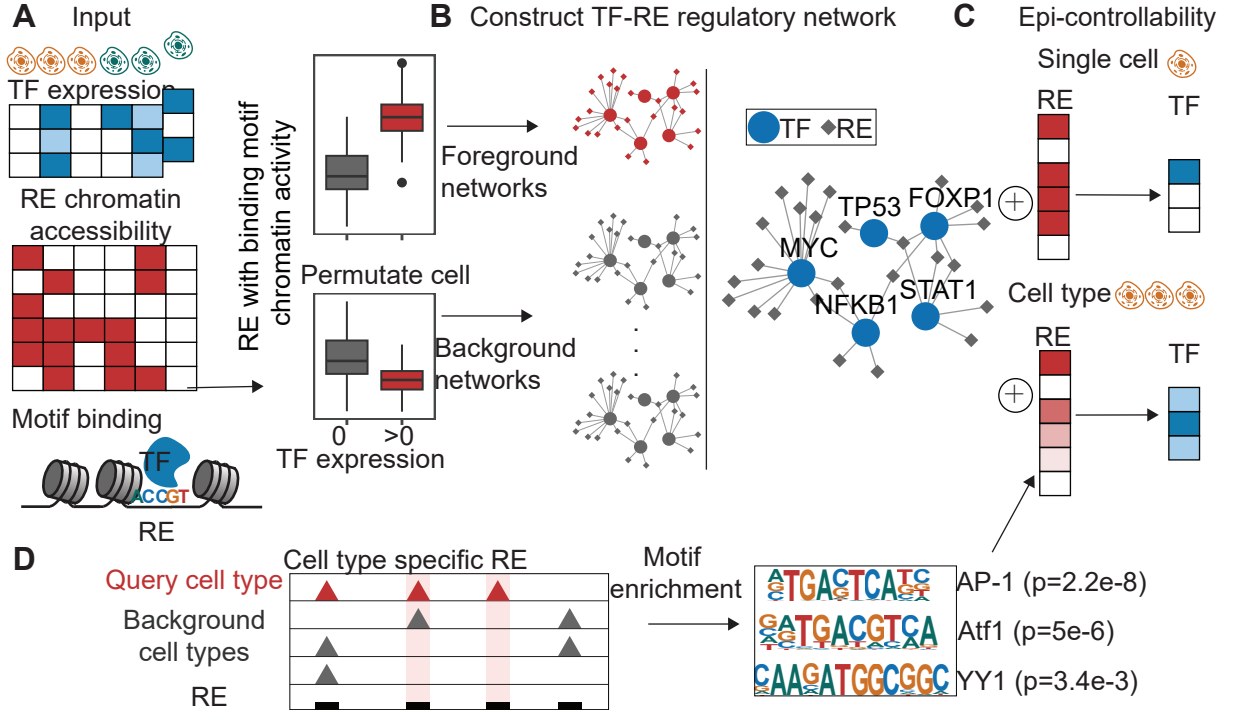 A
Input
TF expression
RE chromatin
accessibility
Motif binding
TF
ACCGT
RE
RE with binding motif
chromatin activity
Permutate cell
0 >0
TF expression
B
Construct TF-RE regulatory network
Foreground
networks
Background
networks
TF RE
TP53
FOXP1
MYC
NFKB1
STAT1
C
Epi-controllability
Single cell
RE
TF
+
Cell type
RE
TF
+
D
Cell type specific RE
Query cell type
Background
cell types
RE
Motif
enrichment
ATGACTCATC
AP-1 (p=2.2e-8)
GATGACGTCA
Atf1 (p=5e-6)
CAAGATGGCGGC
YY1 (p=3.4e-3)